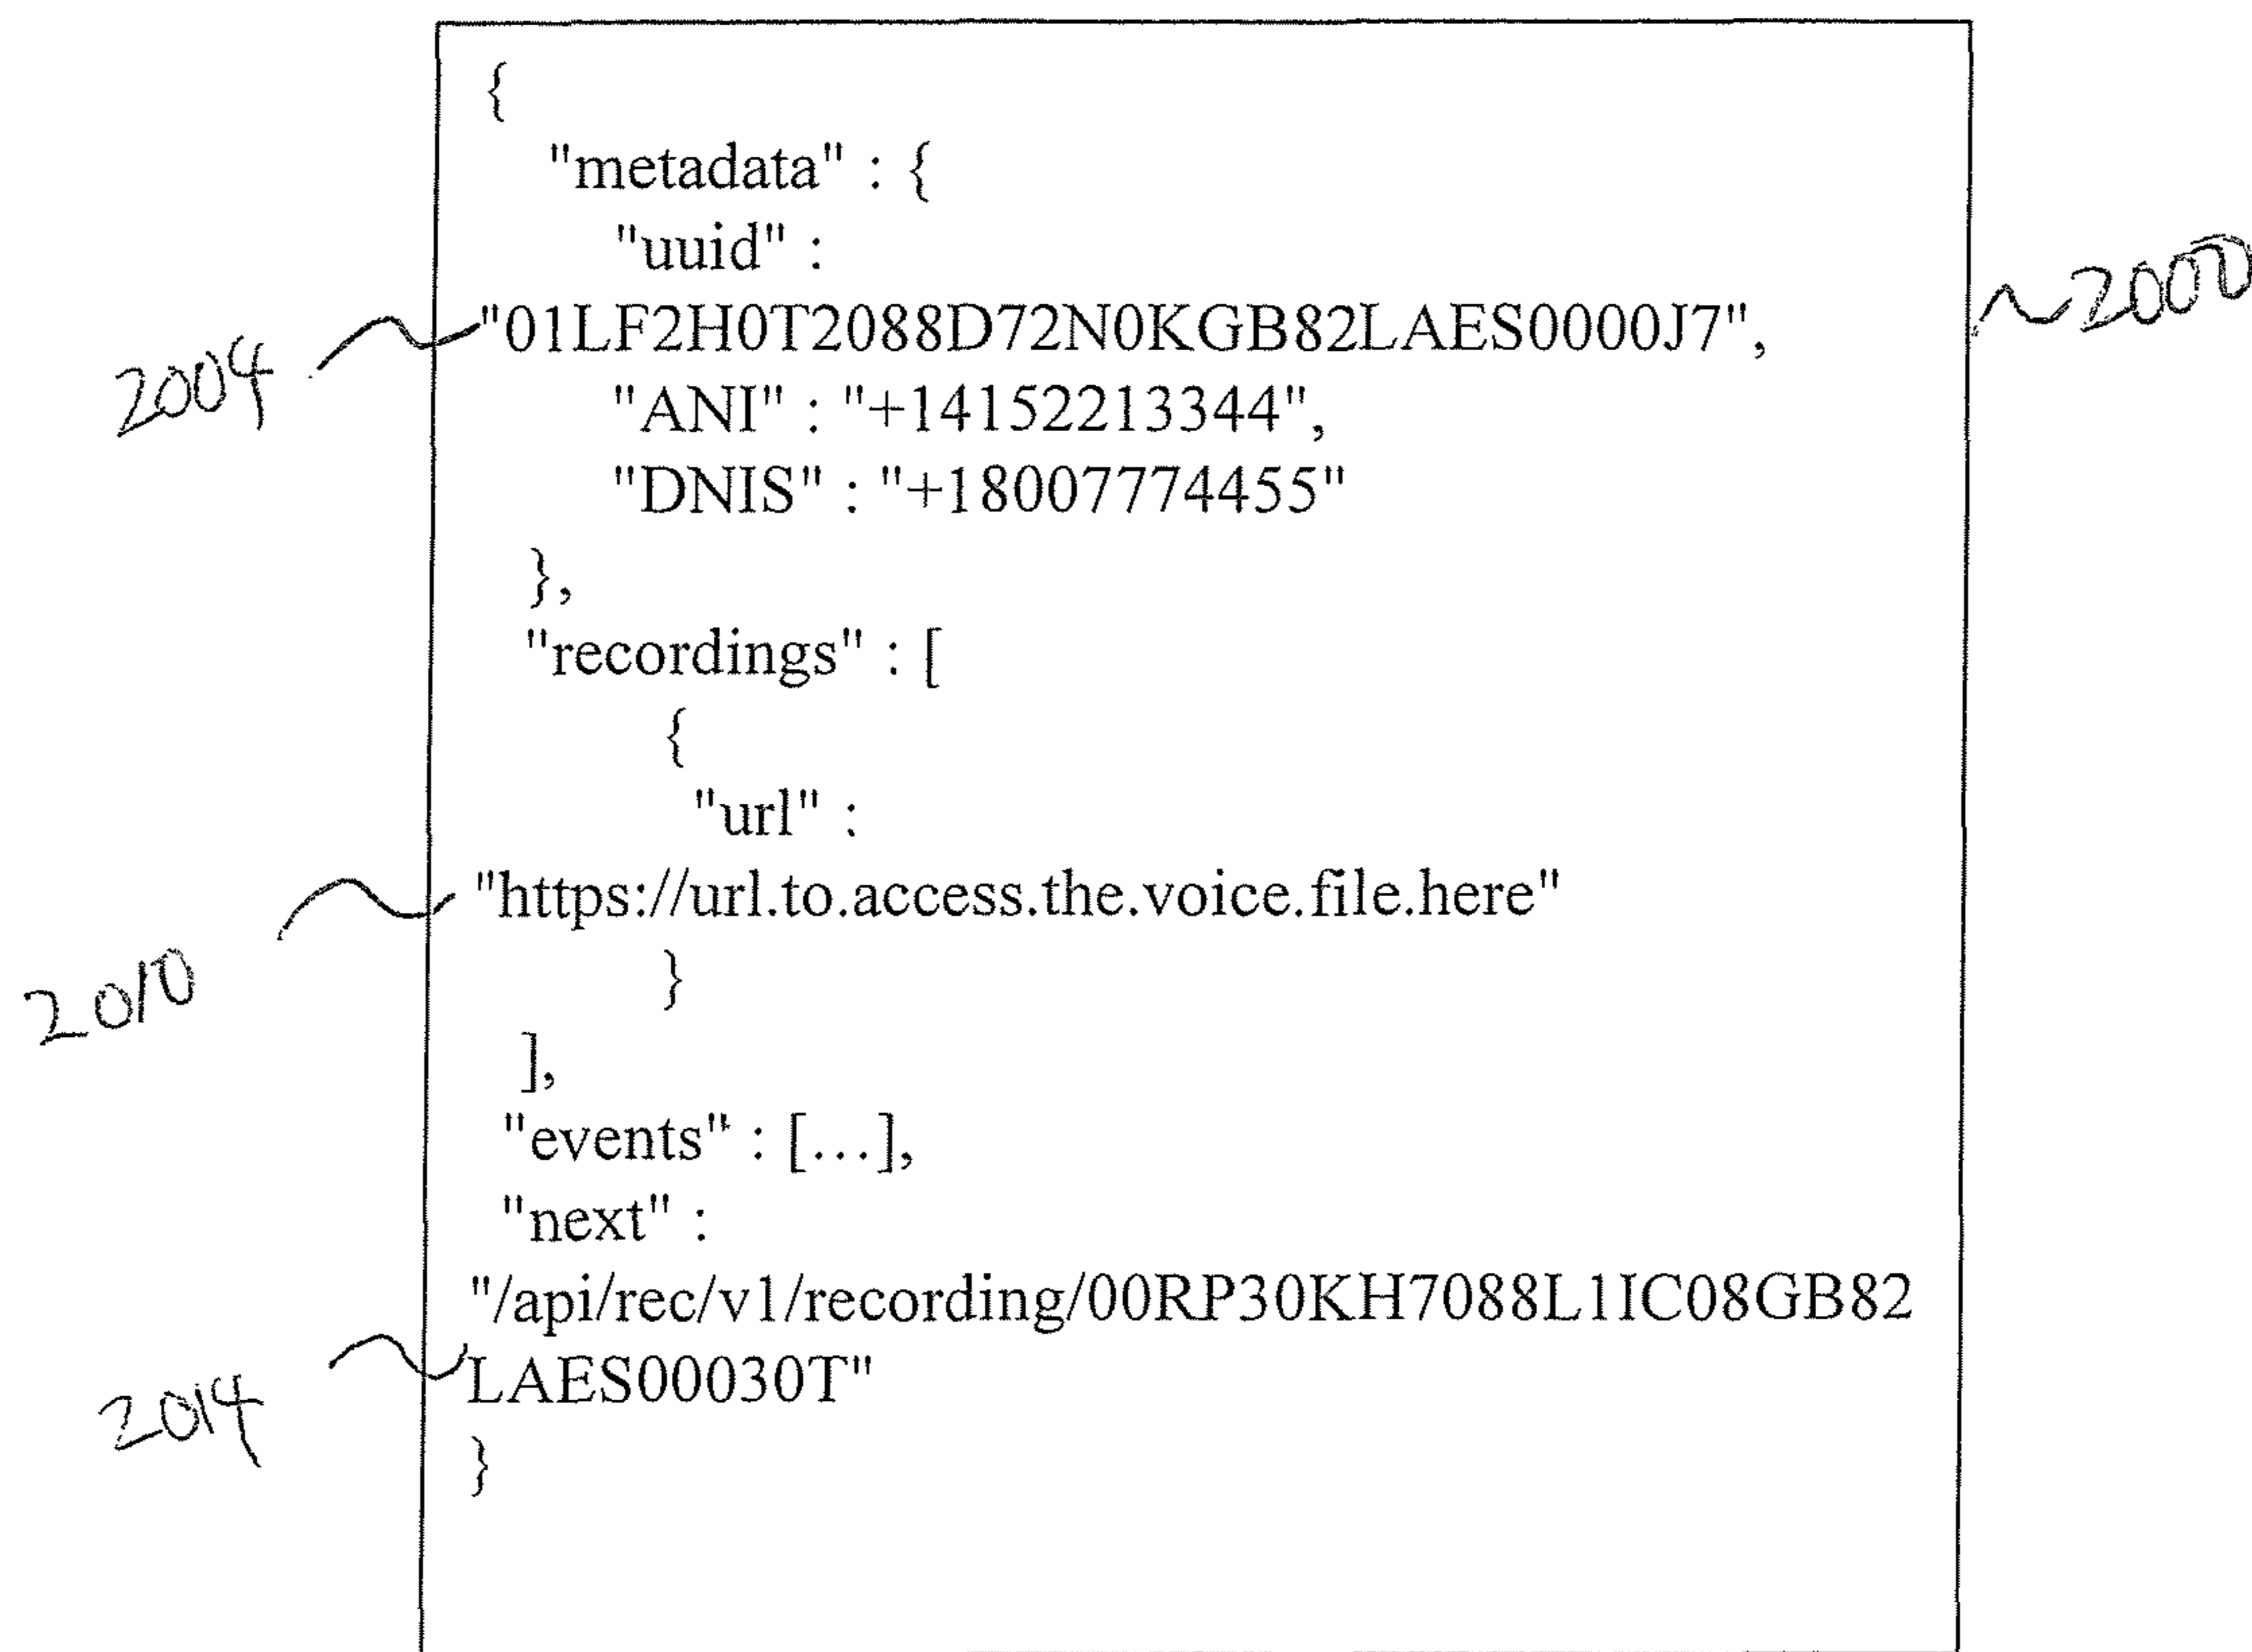 {
"metadata" : {
"uuid" :
"01LF2H0T2088D72N0KGB82LAES0000J7",
"ANI" : "+14152213344",
"DNIS" : "+18007774455"
},
"recordings" : [
{
"url" :
"https://url.to.access.the.voice.file.here"
}
],
"events" : [...],
"next" :
"/api/rec/v1/recording/00RP30KH7088L1IC08GB82
LAES00030T"
}
2000
2004
2010
2014